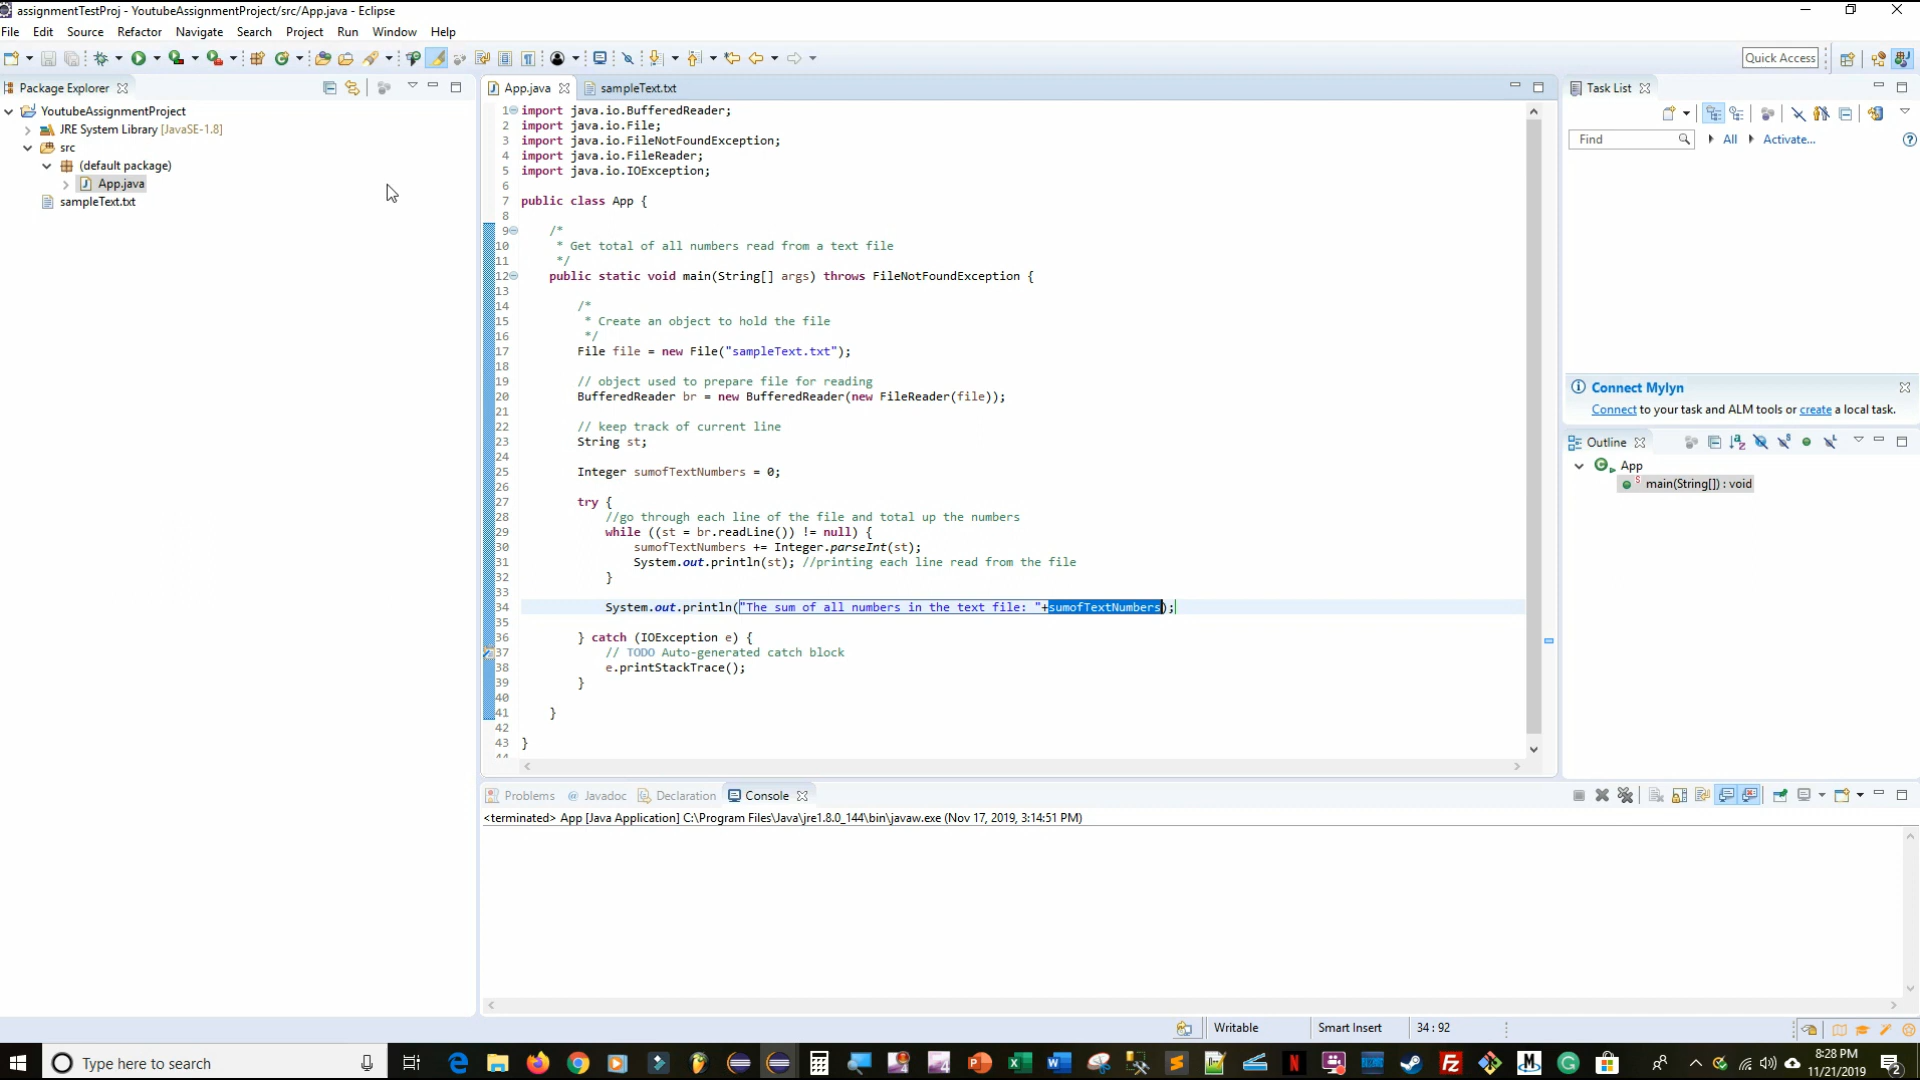 assignmentTestProj - YoutubeAssignmentProject/src/App.java - Eclipse
File Edit Source Refactor Navigate Search Project Run Window Help
Quick Access
Package Explorer
YoutubeAssignmentProject
JRE System Library [JavaSE-1.8]
src
(default package)
App.java
sampleText.txt
App.java
sampleText.txt
1 import java.io.BufferedReader;
2 import java.io.File;
3 import java.io.FileNotFoundException;
4 import java.io.FileReader;
5 import java.io.IOException;
6
7 public class App {
8
9 /*
10 * Get total of all numbers read from a text file
11 */
12 public static void main(String[] args) throws FileNotFoundException {
13
14 /*
15 * Create an object to hold the file
16 */
17 File file = new File("sampleText.txt");
18
19 // object used to prepare file for reading
20 BufferedReader br = new BufferedReader(new FileReader(file));
21
22 // keep track of current line
23 String st;
24
25 Integer sumofTextNumbers = 0;
26
27 try {
28 //go through each line of the file and total up the numbers
29 while ((st = br.readLine()) != null) {
30 sumofTextNumbers += Integer.parseInt(st);
31 System.out.println(st); //printing each line read from the file
32 }
33
34 System.out.println("The sum of all numbers in the text file: "+sumofTextNumbers);
35
36 } catch (IOException e) {
37 // TODO Auto-generated catch block
38 e.printStackTrace();
39 }
40
41 }
42
43 }
44
Task List
Find All Activate...
Connect Mylyn
Connect to your task and ALM tools or create a local task.
Outline
App
main(String[]) : void
Problems @ Javadoc Declaration Console
<terminated> App [Java Application] C:\Program Files\Java\jre1.8.0_144\bin\javaw.exe (Nov 17, 2019, 3:14:51 PM)
Writable Smart Insert 34 : 92
Type here to search
8:28 PM
11/21/2019
2